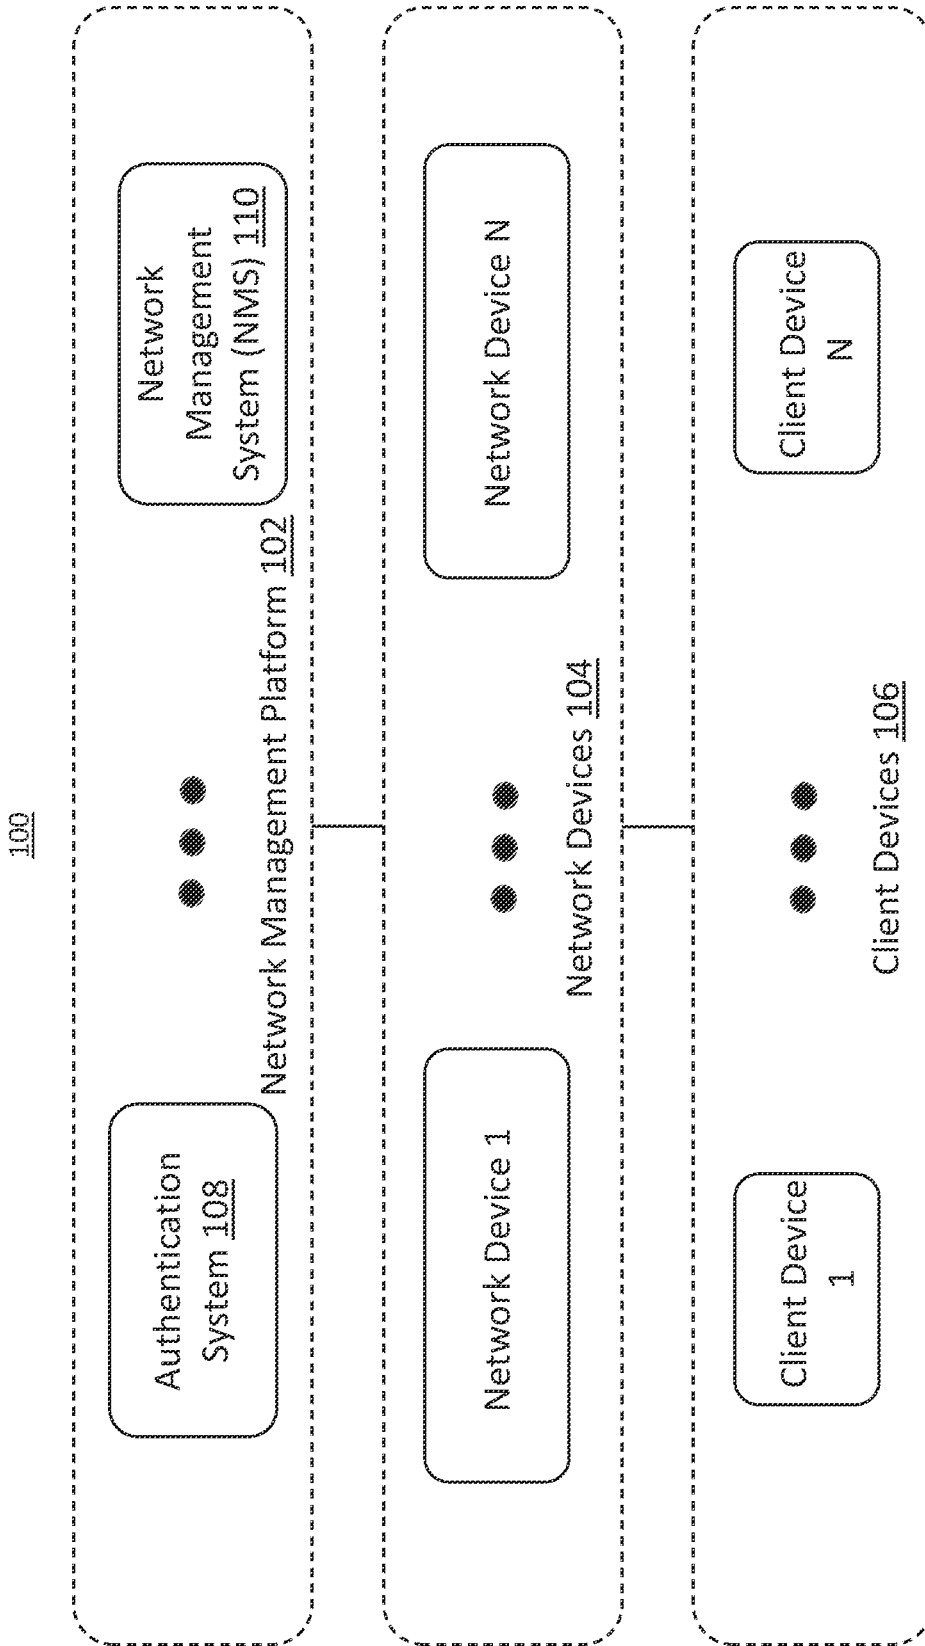 100
Authentication
System 108
Network
Management
System (NMS) 110
Network Management Platform 102
Network Device 1
Network Device N
Network Devices 104
Client Device
1
Client Device
N
Client Devices 106